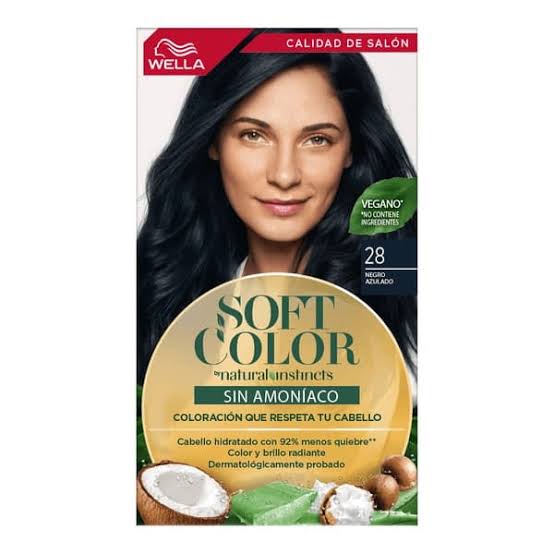 WELLA
CALIDAD DE SALÓN
VEGANO*
*NO CONTIENE
INGREDIENTES
28
NEGRO
AZULADO
SOFT
COLOR
by natural instincts
SIN AMONÍACO
COLORACIÓN QUE RESPETA TU CABELLO
Cabello hidratado con 92% menos quiebre**
Color y brillo radiante
Dermatológicamente probado